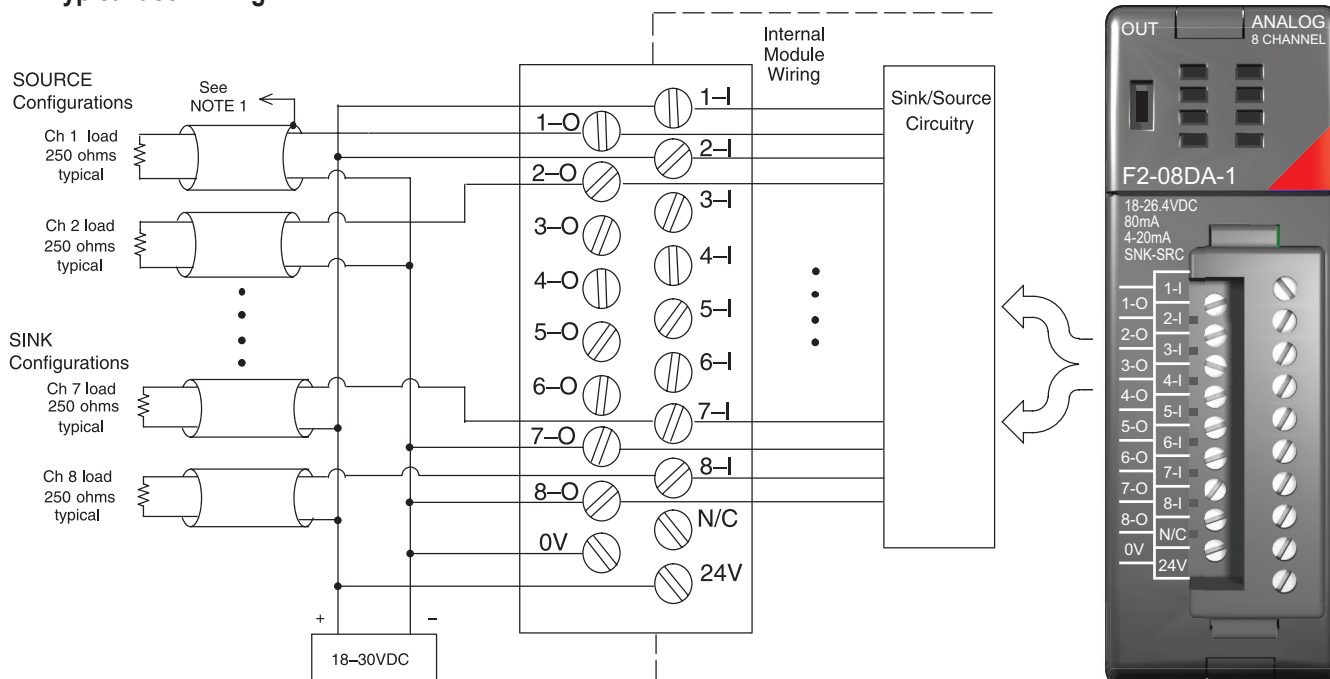 Internal
Module
Wiring
SOURCE
Configurations
See
NOTE 1
Ch 1 load
250 ohms
typical
Ch 2 load
250 ohms
typical
SINK
Configurations
Ch 7 load
250 ohms
typical
Ch 8 load
250 ohms
typical
1–I
1–O
2–I
2–O
3–I
3–O
4–I
4–O
5–I
5–O
6–I
6–O
7–I
7–O
8–I
8–O
N/C
0V
24V
+ –
18–30VDC
Sink/Source
Circuitry
OUT
ANALOG
8 CHANNEL
F2-08DA-1
18-26.4VDC
80mA
4-20mA
SNK-SRC
1-I
1-O
2-I
2-O
3-I
3-O
4-I
4-O
5-I
5-O
6-I
6-O
7-I
7-O
8-I
8-O
N/C
0V
24V